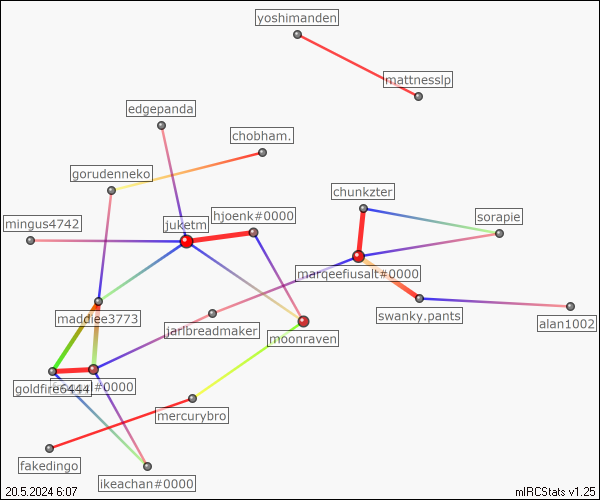 yoshimanden
mattnesslp
edgepanda
chobham.
gorudenneko
chunkzter
mingus4742
juketm
hjoenk#0000
sorapie
marqeefiusalt#0000
maddiee3773
jarlbreadmaker
moonraven
swanky.pants
alan1002
goldfire6444
l#0000
mercurybro
fakedingo
ikeachan#0000
20.5.2024 6:07
mIRCStats v1.25